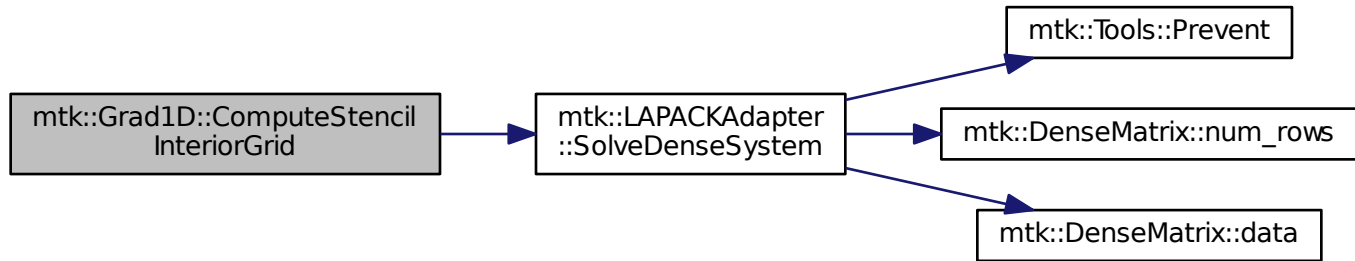 mtk::Grad1D::ComputeStencil
InteriorGrid
mtk::LAPACKAdapter
::SolveDenseSystem
mtk::Tools::Prevent
mtk::DenseMatrix::num_rows
mtk::DenseMatrix::data